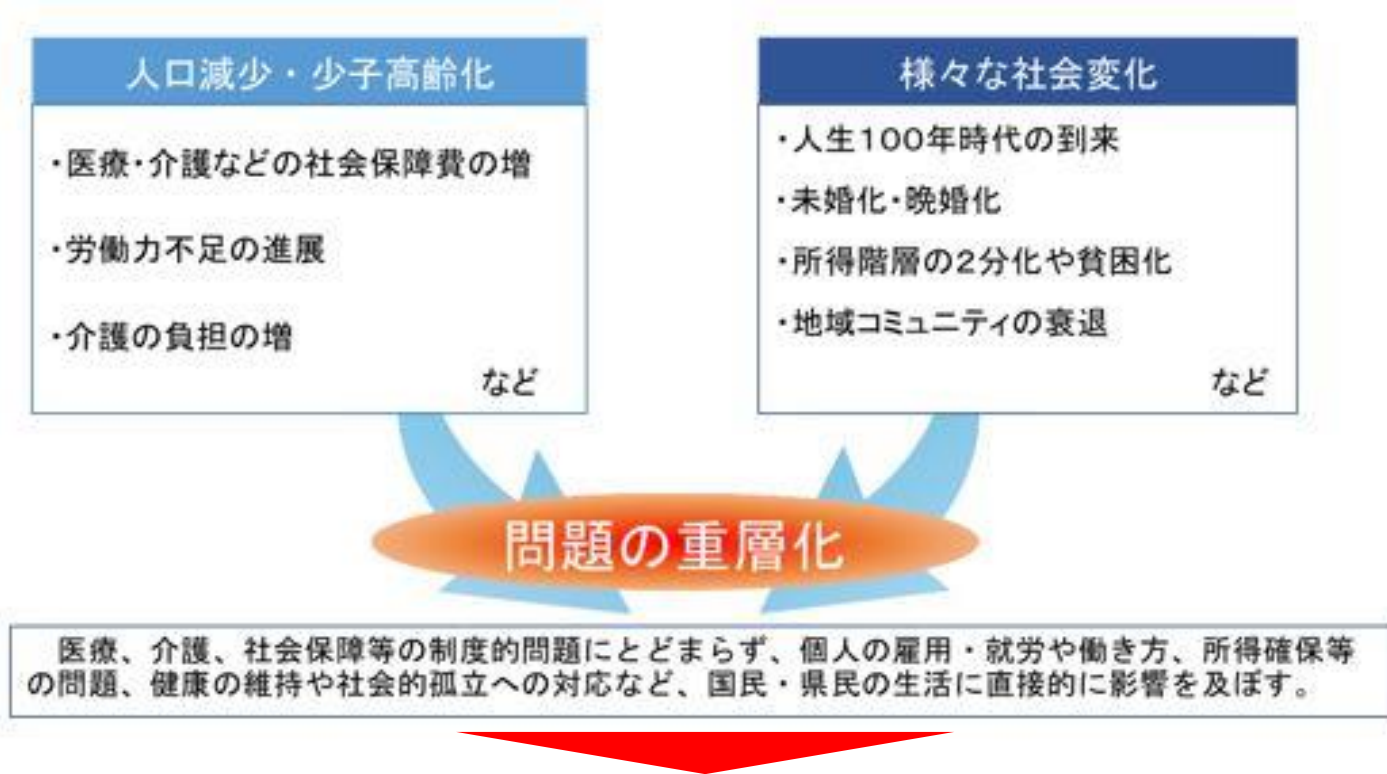 人口減少・少子高齢化
・医療・介護などの社会保障費の増
・労働力不足の進展
・介護の負担の増
など
様々な社会変化
・人生100年時代の到来
・未婚化・晩婚化
・所得階層の2分化や貧困化
・地域コミュニティの衰退
など
問題の重層化
医療、介護、社会保障等の制度的問題にとどまらず、個人の雇用・就労や働き方、所得確保等
の問題、健康の維持や社会的孤立への対応など、国民・県民の生活に直接的に影響を及ぼす。